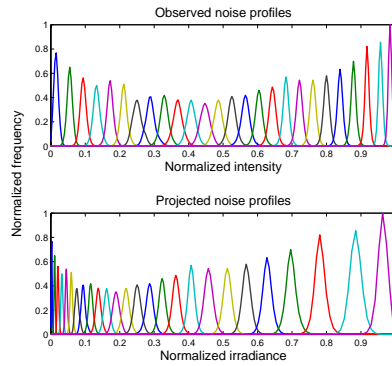 Observed noise profiles
1
0.8
0.6
0.4
0.2
0
0 0.1 0.2 0.3 0.4 0.5 0.6 0.7 0.8 0.9
Normalized intensity
Normalized frequency
Projected noise profiles
1
0.8
0.6
0.4
0.2
0
0 0.1 0.2 0.3 0.4 0.5 0.6 0.7 0.8 0.9
Normalized irradiance